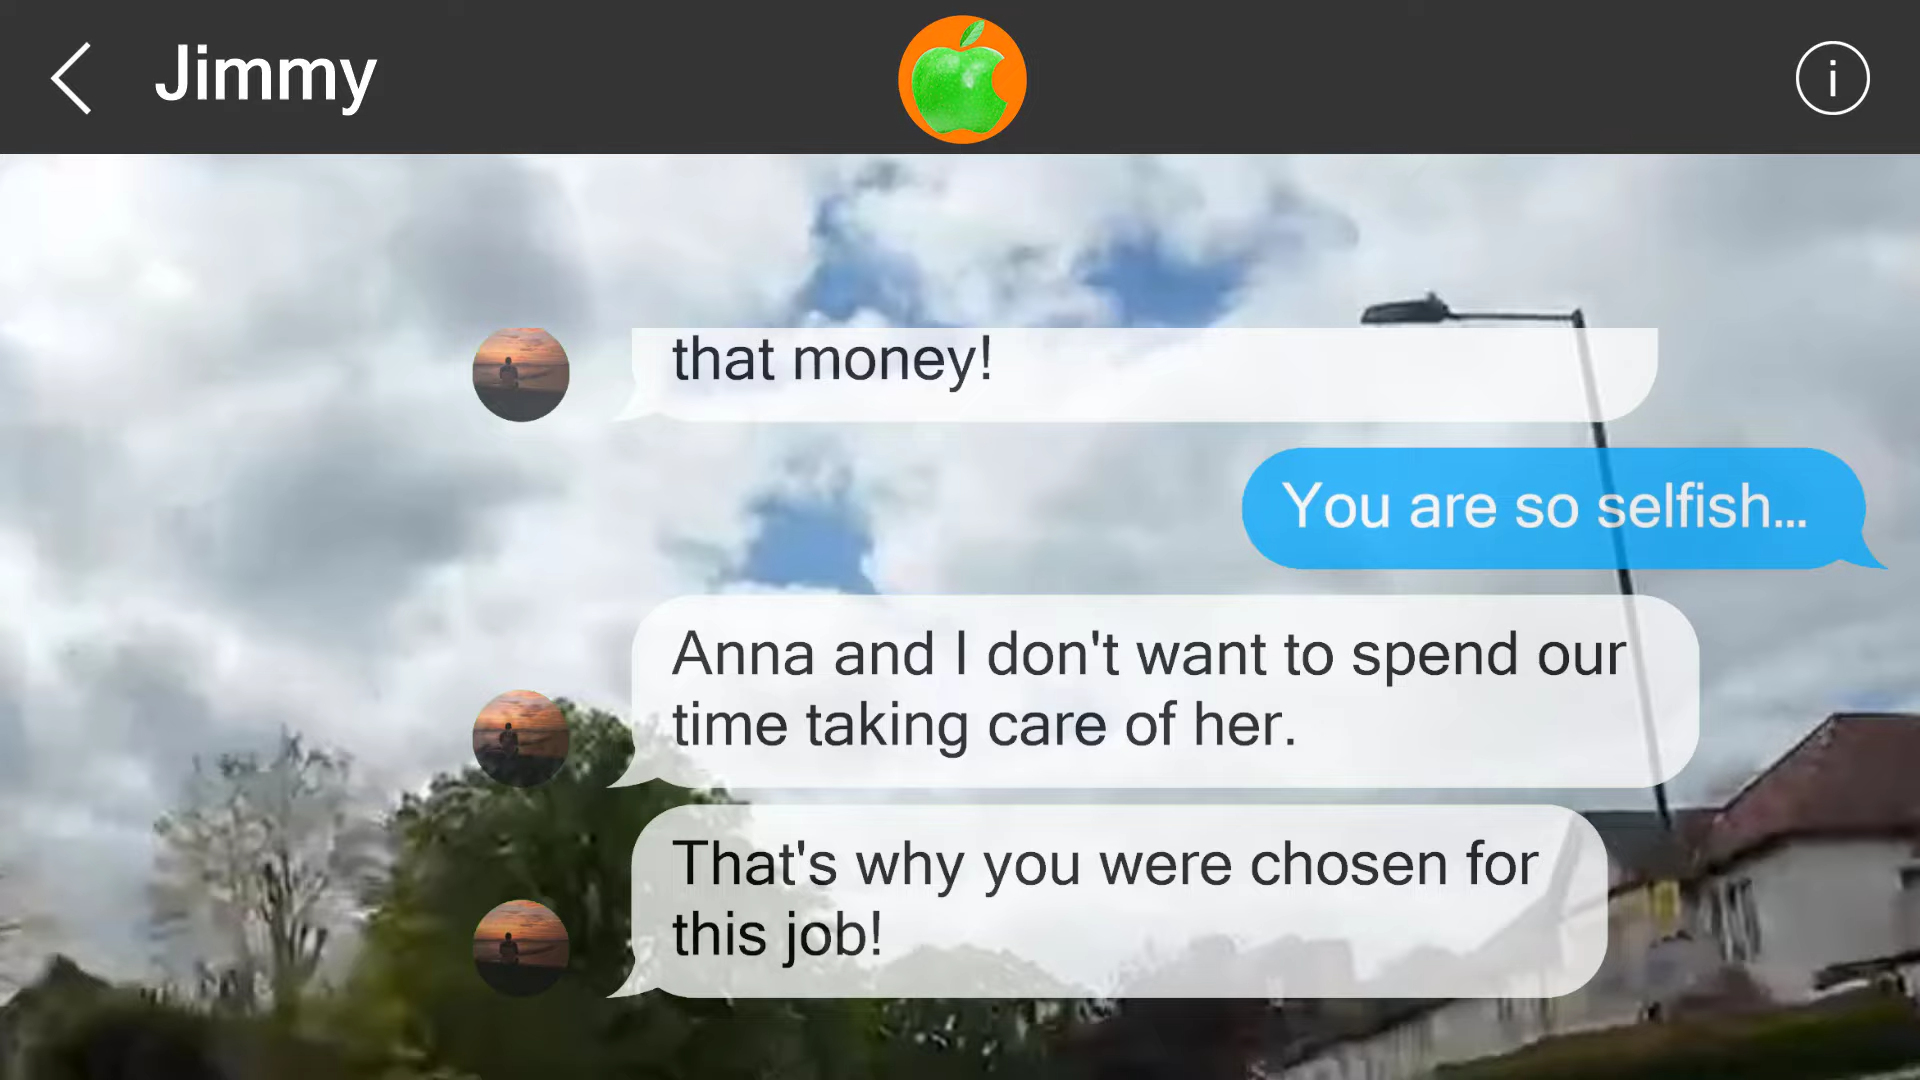 Jimmy
i
that money!
You are so selfish...
Anna and I don't want to spend our
time taking care of her.
That's why you were chosen for
this job!